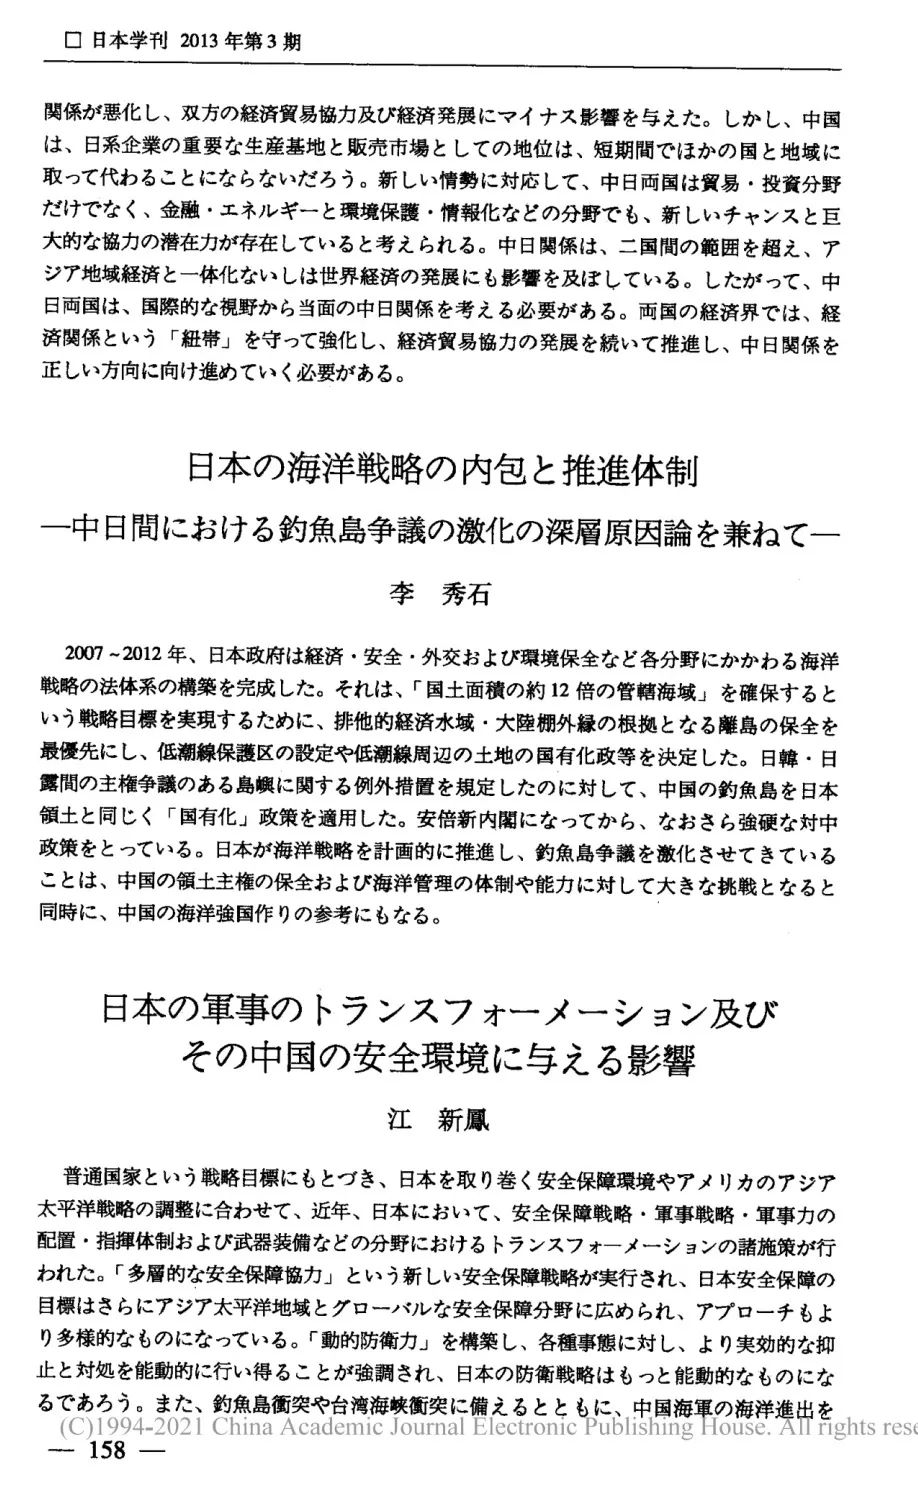 □ 日本学刊 2013年第3期
関係が悪化し、双方の経済貿易協力及び経済発展にマイナス影響を与えた。しかし、中国
は、日系企業の重要な生産基地と販売市場としての地位は、短期間でほかの国と地域に
取って代わることにならないだろう。新しい情勢に対応して、中日両国は貿易・投資分野
だけでなく、金融・エネルギーと環境保護・情報化などの分野でも、新しいチャンスと巨
大的な協力の潜在力が存在していると考えられる。中日関係は、二国間の範囲を超え、ア
ジア地域経済と一体化ないしは世界経済の発展にも影響を及ぼしている。したがって、中
日両国は、国際的な視野から当面の中日関係を考える必要がある。両国の経済界では、経
済関係という「紐帯」を守って強化し、経済貿易協力の発展を続いて推進し、中日関係を
正しい方向に向け進めていく必要がある。
日本の海洋戦略の内包と推進体制
—中日間における釣魚島争議の激化の深層原因論を兼ねて—
李 秀石
2007~2012年、日本政府は経済・安全・外交および環境保全など各分野にかかわる海洋
戦略の法体系の構築を完成した。それは、「国土面積の約12倍の管轄海域」を確保すると
いう戦略目標を実現するために、排他的経済水域・大陸棚外縁の根拠となる離島の保全を
最優先にし、低潮線保護区の設定や低潮線周辺の土地の国有化政等を決定した。日韓・日
露間の主権争議のある島嶼に関する例外措置を規定したのに対して、中国の釣魚島を日本
領土と同じく「国有化」政策を適用した。安倍新内閣になってから、なおさら強硬な対中
政策をとっている。日本が海洋戦略を計画的に推進し、釣魚島争議を激化させてきている
ことは、中国の領土主権の保全および海洋管理の体制や能力に対して大きな挑戦となると
同時に、中国の海洋強国作りの参考にもなる。
日本の軍事のトランスフォーメーション及び
その中国の安全環境に与える影響
江 新鳳
普通国家という戦略目標にもとづき、日本を取り巻く安全保障環境やアメリカのアジア
太平洋戦略の調整に合わせて、近年、日本において、安全保障戦略・軍事戦略・軍事力の
配置・指揮体制および武器装備などの分野におけるトランスフォーメーションの諸施策が行
われた。「多層的な安全保障協力」という新しい安全保障戦略が実行され、日本安全保障の
目標はさらにアジア太平洋地域とグローバルな安全保障分野に広められ、アプローチもよ
り多様的なものになっている。「動的防衛力」を構築し、各種事態に対し、より実効的な抑
止と対処を能動的に行い得ることが強調され、日本の防衛戦略はもっと能動的なものにな
るであろう。また、釣魚島衝突や台湾海峡衝突に備えるとともに、中国海軍の海洋進出を
(C)1994-2021 China Academic Journal Electronic Publishing House. All rights rese
— 158 —